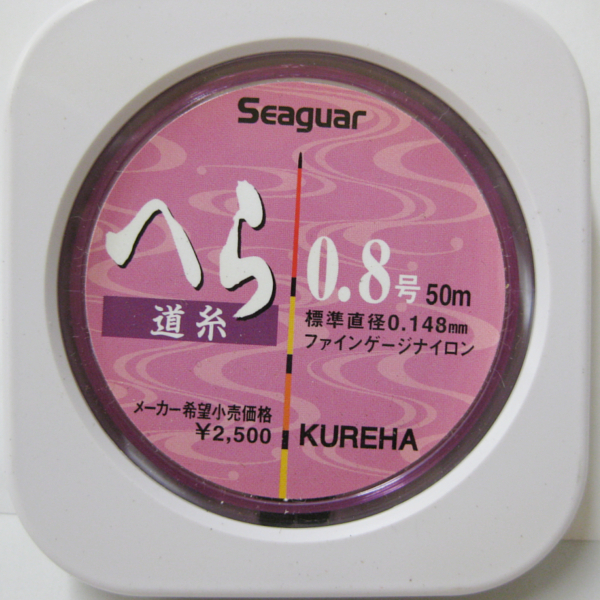 Seaguar
へら
道糸
0.8号 50m
標準直径0.148mm
ファインゲージナイロン
メーカー希望小売価格
¥2,500
KUREHA